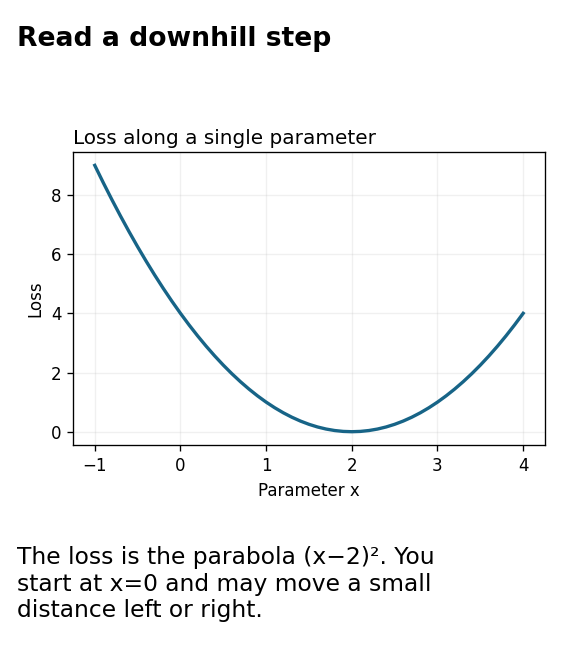 Read a downhill step
Loss along a single parameter
8
6
4
2
0
Loss
−1 0 1 2 3 4
Parameter x
The loss is the parabola (x−2)². You
start at x=0 and may move a small
distance left or right.